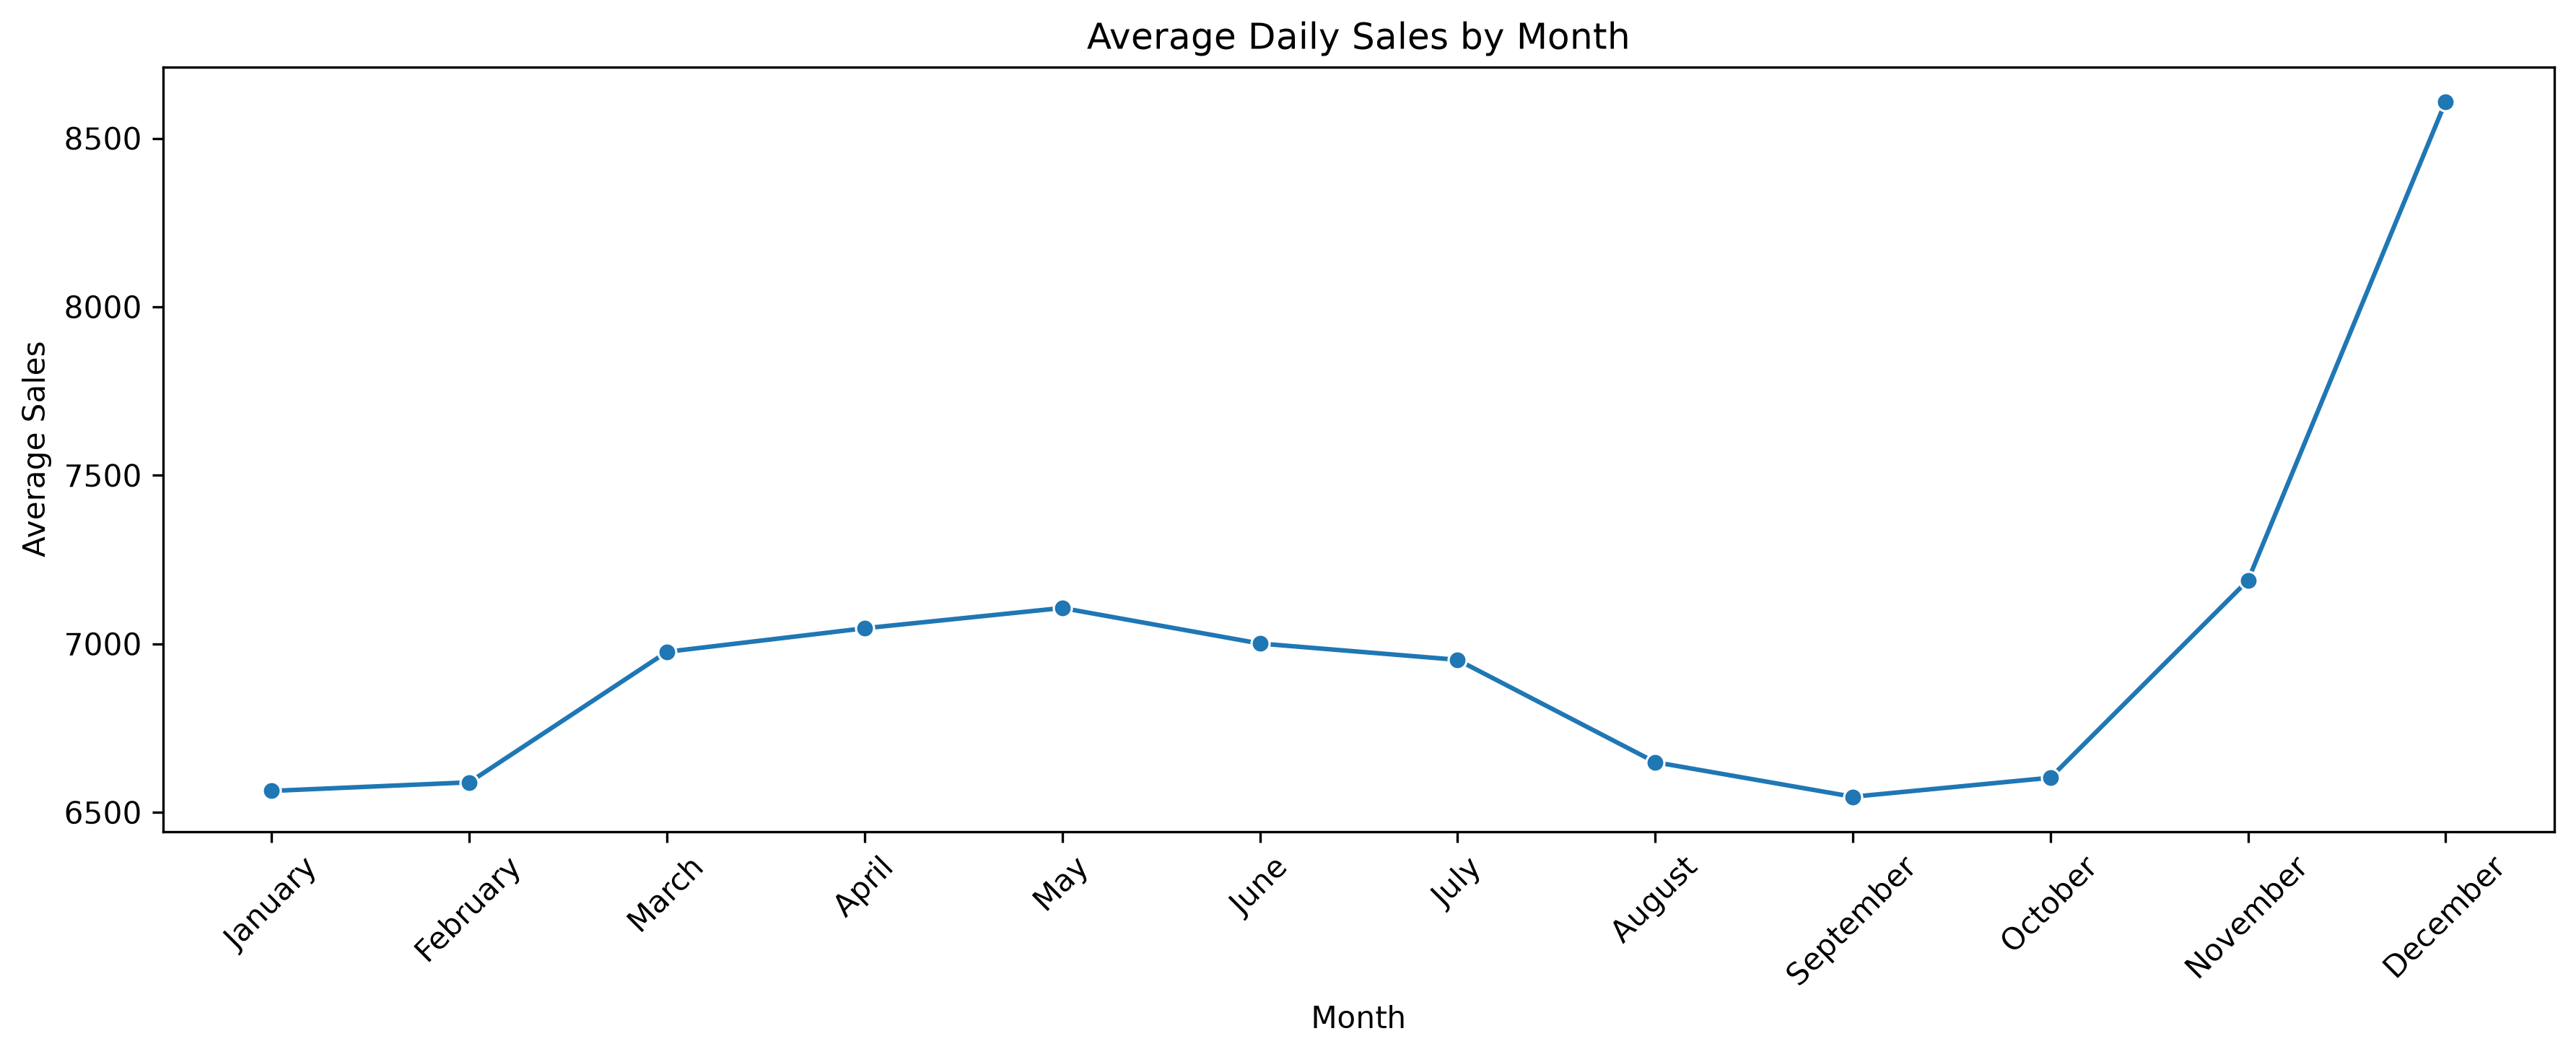 Average Daily Sales by Month
Average Sales
8500
8000
7500
7000
6500
January
February
March
April
May
June
July
August
September
October
November
December
Month